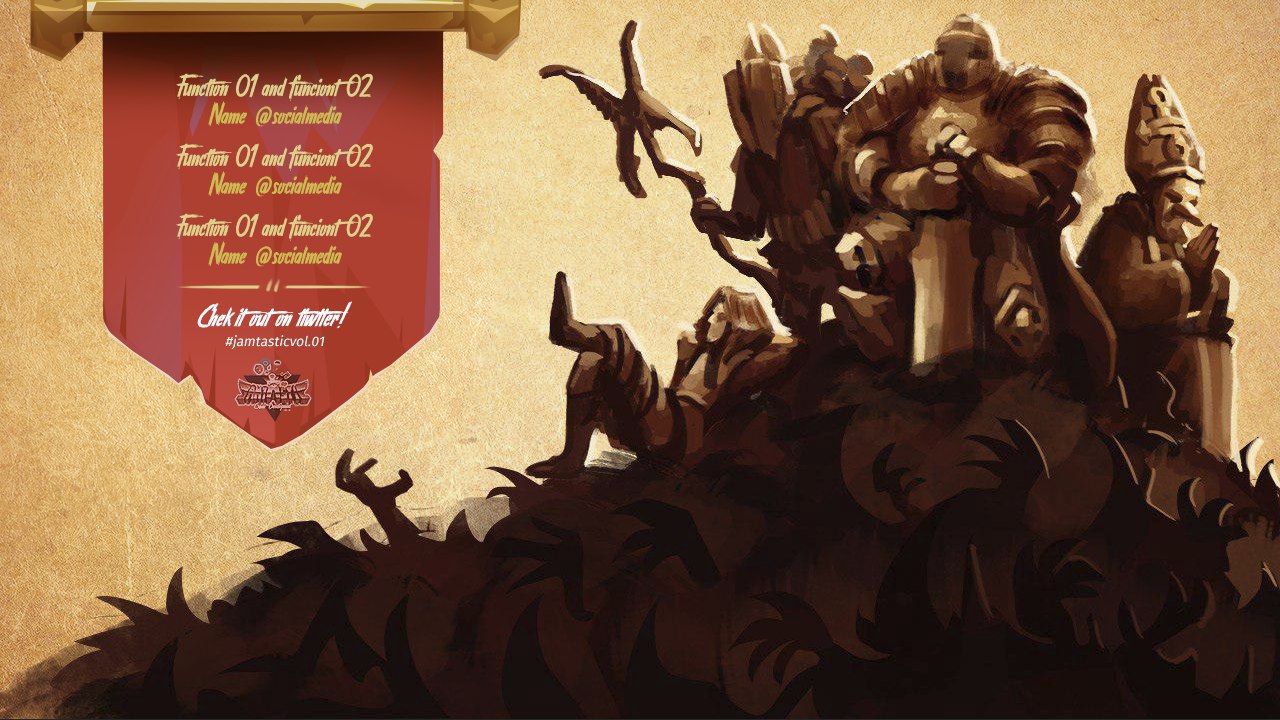 Function 01 and funciont 02
Name @socialmedia
Function 01 and funciont 02
Name @socialmedia
Function 01 and funciont 02
Name @socialmedia
Chek it out on tiwtter!
#jamtasticvol.01